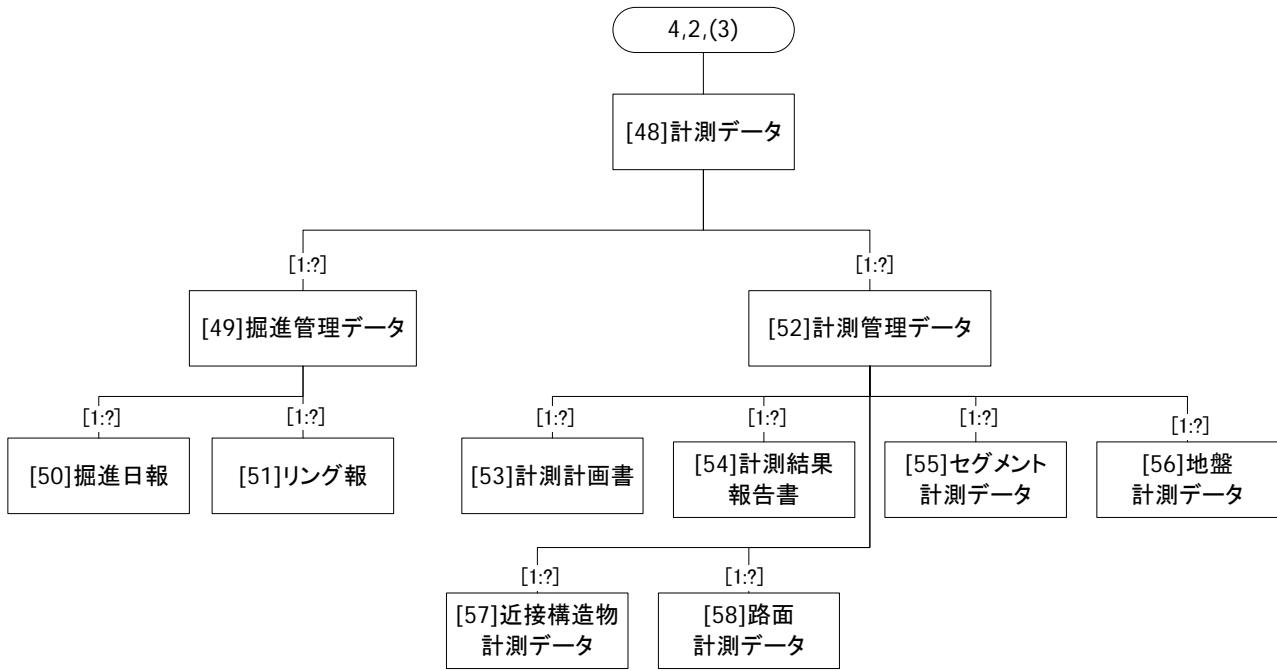 4,2,(3)
[48]計測データ
[1:?]
[1:?]
[49]掘進管理データ
[52]計測管理データ
[1:?]
[1:?]
[1:?]
[1:?]
[1:?]
[1:?]
[50]掘進日報
[51]リング報
[53]計測計画書
[54]計測結果
報告書
[55]セグメント
計測データ
[56]地盤
計測データ
[1:?]
[1:?]
[57]近接構造物
計測データ
[58]路面
計測データ